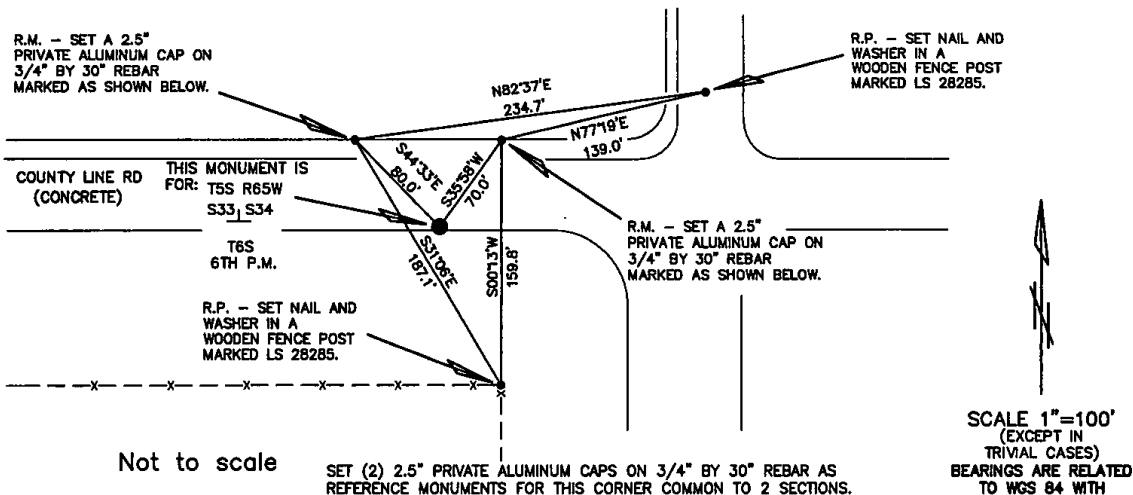 R.M. - SET A 2.5"
PRIVATE ALUMINUM CAP ON
3/4" BY 30" REBAR
MARKED AS SHOWN BELOW.
R.P. - SET NAIL AND
WASHER IN A
WOODEN FENCE POST
MARKED LS 28285.
N82°37'E
234.7'
N77°19'E
139.0'
S44°33'E
80.0'
S35°58'W
70.0'
COUNTY LINE RD
(CONCRETE)
THIS MONUMENT IS
FOR: T5S R65W
S33 S34
T6S
6TH P.M.
R.M. - SET A 2.5"
PRIVATE ALUMINUM CAP ON
3/4" BY 30" REBAR
MARKED AS SHOWN BELOW.
S31°06'E
187.1'
S00°13'W
159.8'
R.P. - SET NAIL AND
WASHER IN A
WOODEN FENCE POST
MARKED LS 28285.
x x x x x x x
N
Not to scale
SET (2) 2.5" PRIVATE ALUMINUM CAPS ON 3/4" BY 30" REBAR AS
REFERENCE MONUMENTS FOR THIS CORNER COMMON TO 2 SECTIONS.
SCALE 1"=100'
(EXCEPT IN
TRIVIAL CASES)
BEARINGS ARE RELATED
TO WGS 84 WITH